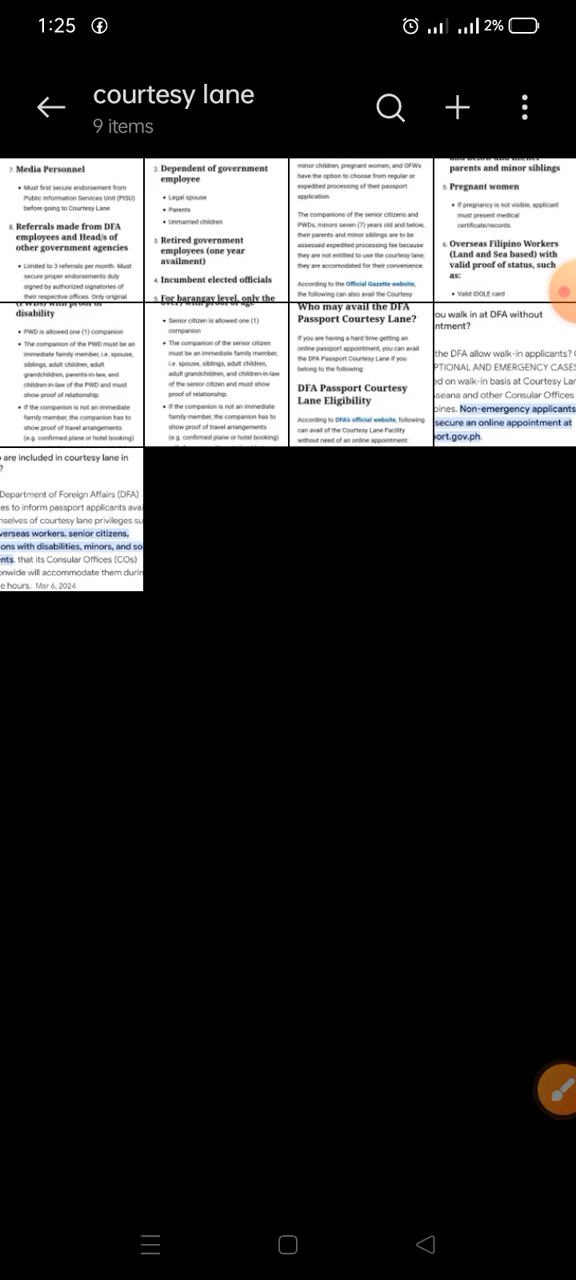 1:25
2%
courtesy lane
9 items
7. Media Personnel
Must first secure endorsement from
Public Information Services Unit (PISU)
before going to Courtesy Lane
8. Referrals made from DFA
employees and Head/s of
other government agencies
Limited to 3 referrals per month. Must
secure proper endorsements duly
signed by authorized signatories of
their respective offices. Only original
2. Dependent of government
employee
Legal spouse
Parents
Unmarried children
3. Retired government
employees (one year
availment)
4. Incumbent elected officials
5. For barangay level, only the
minor children, pregnant women, and OFWs
have the option to choose from regular or
expedited processing of their passport
application.
The companions of the senior citizens and
PWDs, minors seven (7) years old and below,
their parents and minor siblings are to be
assessed expedited processing fee because
they are not entitled to use the courtesy lane;
they are accomodated for their convenience.
According to the Official Gazette website,
the following can also avail the Courtesy
parents and minor siblings
5. Pregnant women
If pregnancy is not visible, applicant
must present medical
certificate/records.
6. Overseas Filipino Workers
(Land and Sea based) with
valid proof of status, such
as:
Valid iDOLE card
(PWDs) with proof of
disability
PWD is allowed one (1) companion
The companion of the PWD must be an
immediate family member, i.e. spouse,
siblings, adult children, adult
grandchildren, parents-in-law, and
children-in-law of the PWD and must
show proof of relationship.
If the companion is not an immediate
family member, the companion has to
show proof of travel arrangements
(e.g. confirmed plane or hotel booking)
over) with proof of age
Senior citizen is allowed one (1)
companion
The companion of the senior citizen
must be an immediate family member,
i.e. spouse, siblings, adult children,
adult grandchildren, and children-in-law
of the senior citizen and must show
proof of relationship.
If the companion is not an immediate
family member, the companion has to
show proof of travel arrangements
(e.g. confirmed plane or hotel booking)
Who may avail the DFA
Passport Courtesy Lane?
If you are having a hard time getting an
online passport appointment, you can avail
the DFA Passport Courtesy Lane if you
belong to the following:
DFA Passport Courtesy
Lane Eligibility
According to DFA's official website, following
can avail of the Courtesy Lane Facility
without need of an online appointment:
ou walk in at DFA without
ntment?
the DFA allow walk-in applicants?
PTIONAL AND EMERGENCY CASES
ed on walk-in basis at Courtesy Lan
Aseana and other Consular Offices
pines. Non-emergency applicants
secure an online appointment at
ort.gov.ph.
are included in courtesy lane in
?
Department of Foreign Affairs (DFA)
es to inform passport applicants avai
nselves of courtesy lane privileges su
verseas workers, senior citizens,
ons with disabilities, minors, and so
nts, that its Consular Offices (COs)
onwide will accommodate them durin
e hours. Mar 6, 2024